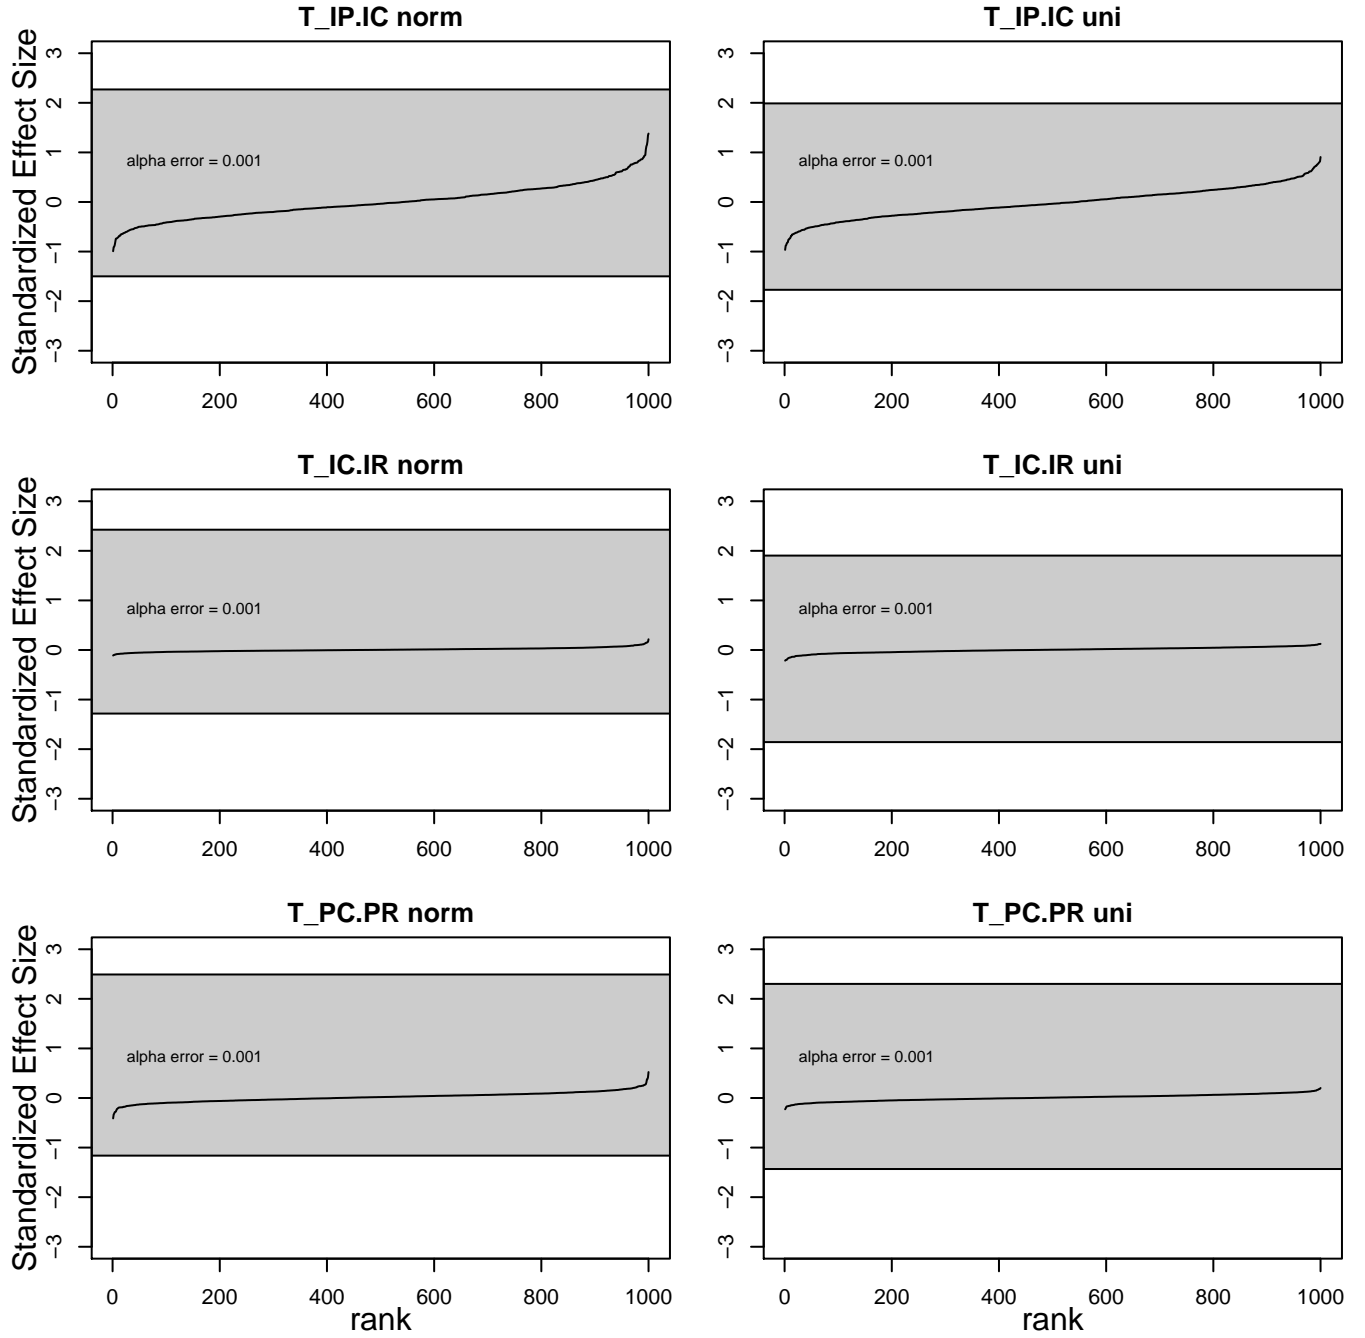 T_IP.IC norm
Standardized Effect Size
3
2
1
0
−1
−2
−3
alpha error = 0.001
0 200 400 600 800 1000
T_IP.IC uni
3
2
1
0
−1
−2
−3
alpha error = 0.001
0 200 400 600 800 1000
T_IC.IR norm
Standardized Effect Size
3
2
1
0
−1
−2
−3
alpha error = 0.001
0 200 400 600 800 1000
T_IC.IR uni
3
2
1
0
−1
−2
−3
alpha error = 0.001
0 200 400 600 800 1000
T_PC.PR norm
Standardized Effect Size
3
2
1
0
−1
−2
−3
alpha error = 0.001
0 200 400 600 800 1000
rank
T_PC.PR uni
3
2
1
0
−1
−2
−3
alpha error = 0.001
0 200 400 600 800 1000
rank